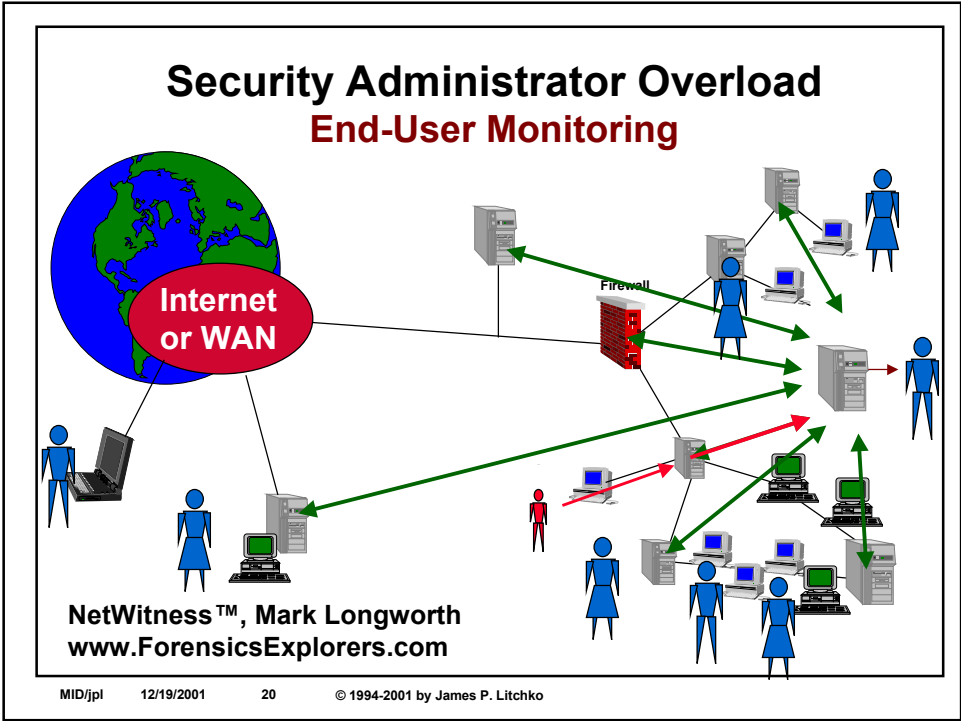 Security Administrator Overload
End-User Monitoring
Internet
or WAN
Firewall
NetWitness™, Mark Longworth
www.ForensicsExplorers.com
MID/jpl 12/19/2001 20 © 1994-2001 by James P. Litchko